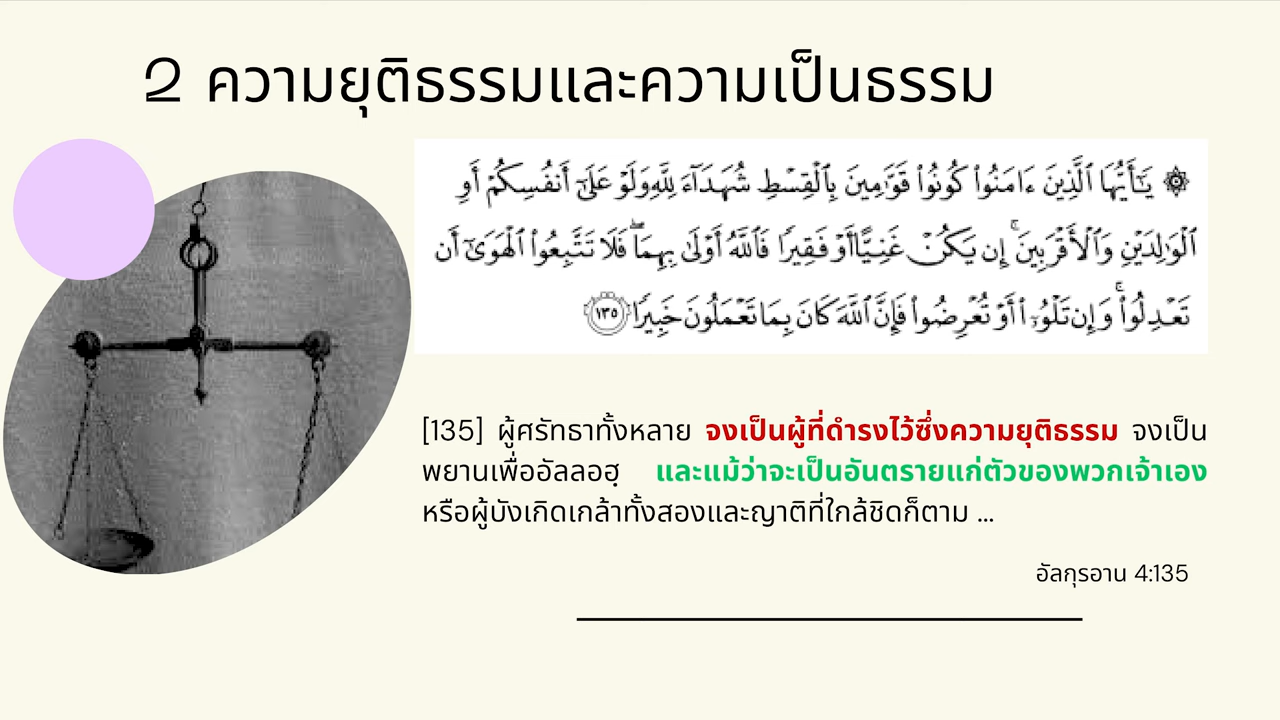 2 ความยุติธรรมและความเป็นธรรม
۞ يَـٰٓأَيُّهَا ٱلَّذِينَ ءَامَنُوا۟ كُونُوا۟ قَوَّٰمِينَ بِٱلْقِسْطِ شُهَدَآءَ لِلَّهِ وَلَوْ عَلَىٰٓ أَنفُسِكُمْ أَوِ
ٱلْوَٰلِدَيْنِ وَٱلْأَقْرَبِينَ ۚ إِن يَكُنْ غَنِيًّا أَوْ فَقِيرًا فَٱللَّهُ أَوْلَىٰ بِهِمَا ۖ فَلَا تَتَّبِعُوا۟ ٱلْهَوَىٰٓ أَن
تَعْدِلُوا۟ ۚ وَإِن تَلْوُۥٓا۟ أَوْ تُعْرِضُوا۟ فَإِنَّ ٱللَّهَ كَانَ بِمَا تَعْمَلُونَ خَبِيرًا ١٣٥
[135] ผู้ศรัทธาทั้งหลาย จงเป็นผู้ที่ดำรงไว้ซึ่งความยุติธรรม จงเป็น
พยานเพื่ออัลลอฮฺ และแม้ว่าจะเป็นอันตรายแก่ตัวของพวกเจ้าเอง
หรือผู้บังเกิดเกล้าทั้งสองและญาติที่ใกล้ชิดก็ตาม ...
อัลกุรอาน 4:135